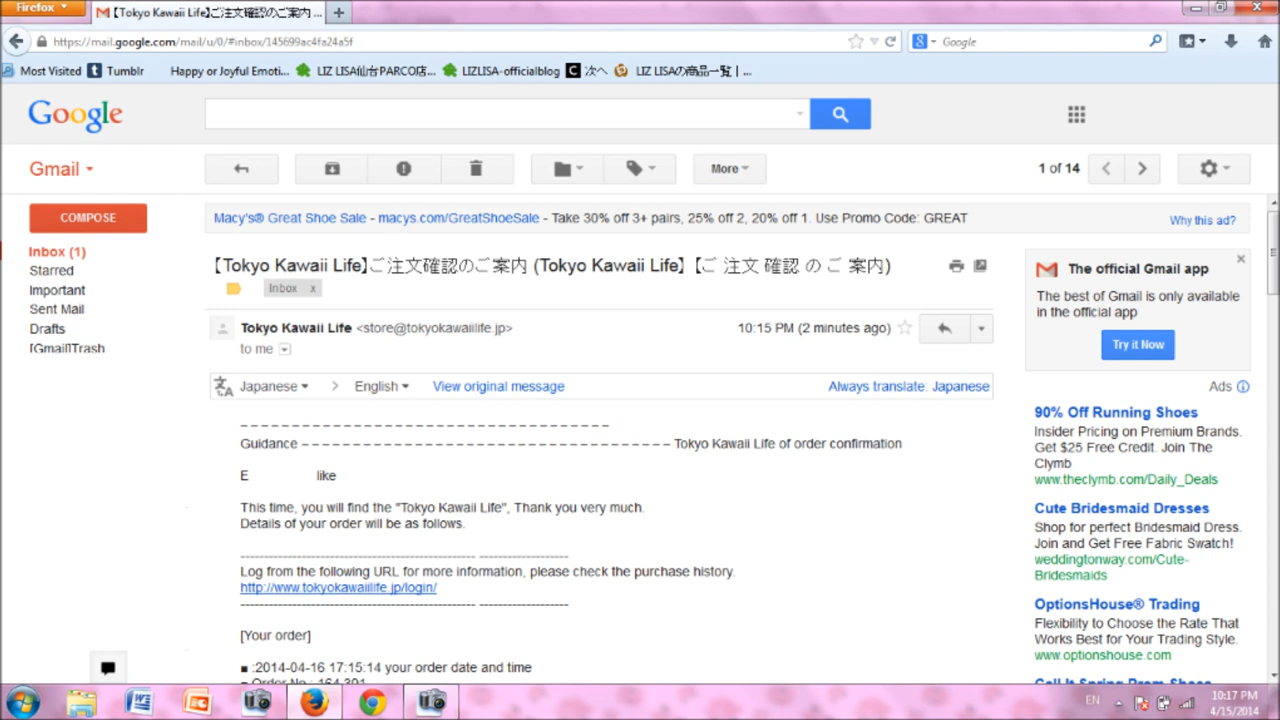 Firefox
【Tokyo Kawaii Life】ご注文確認のご案内 ...
https://mail.google.com/mail/u/0/#inbox/145699ac4fa24a5f
Google
Most Visited
Tumblr
Happy or Joyful Emoti...
LIZ LISA仙台PARCO店...
LIZLISA-officialblog
次へ
LIZ LISAの商品一覧 | ...
Google
Gmail
More
1 of 14
COMPOSE
Macy's® Great Shoe Sale - macys.com/GreatShoeSale - Take 30% off 3+ pairs, 25% off 2, 20% off 1. Use Promo Code: GREAT
Why this ad?
Inbox (1)
Starred
Important
Sent Mail
Drafts
[Gmail]Trash
【Tokyo Kawaii Life】ご注文確認のご案内 (Tokyo Kawaii Life】【ご 注文 確認 の ご 案内)
Inbox x
Tokyo Kawaii Life <store@tokyokawaiilife.jp>
10:15 PM (2 minutes ago)
to me
Japanese > English
View original message
Always translate: Japanese
Guidance – – – – – – – – – – – – – – – – – – – – – – – – – – – – – – – – – – – – Tokyo Kawaii Life of order confirmation
E like
This time, you will find the "Tokyo Kawaii Life", Thank you very much.
Details of your order will be as follows.
Log from the following URL for more information, please check the purchase history.
http://www.tokyokawaiilife.jp/login/
[Your order]
■ :2014-04-16 17:15:14 your order date and time
■ Order No : 164,301
The official Gmail app
The best of Gmail is only available
in the official app
Try it Now
Ads
90% Off Running Shoes
Insider Pricing on Premium Brands.
Get $25 Free Credit. Join The
Clymb
www.theclymb.com/Daily_Deals
Cute Bridesmaid Dresses
Shop for perfect Bridesmaid Dress.
Join and Get Free Fabric Swatch!
weddingtonway.com/Cute-
Bridesmaids
OptionsHouse® Trading
Flexibility to Choose the Rate That
Works Best for Your Trading Style.
www.optionshouse.com
EN
10:17 PM
4/15/2014